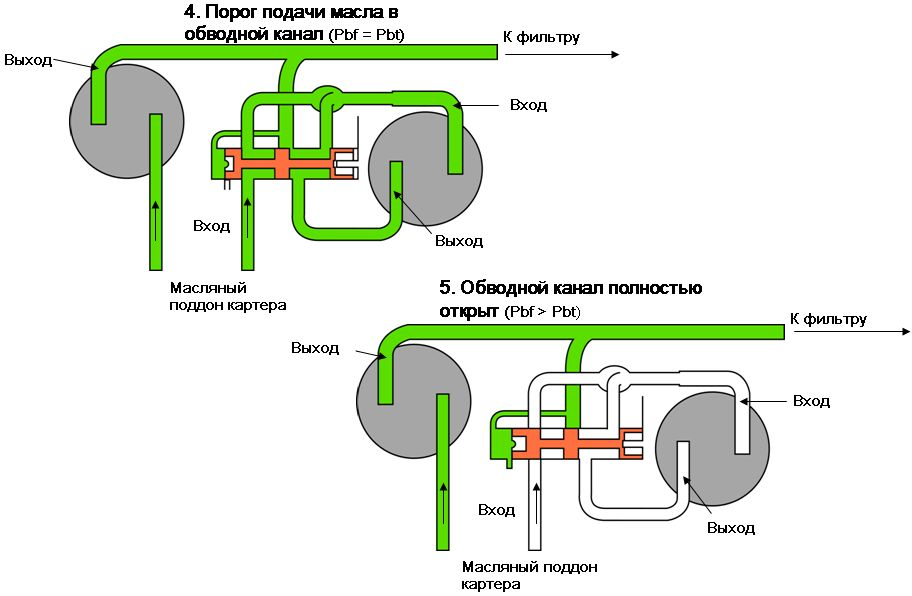 4. Порог подачи масла в
обводной канал (Pbf = Pbt)
К фильтру
Выход
Вход
Вход
Выход
Масляный
поддон картера
5. Обводной канал полностью
открыт (Pbf > Pbt)
К фильтру
Выход
Вход
Вход
Выход
Масляный поддон
картера